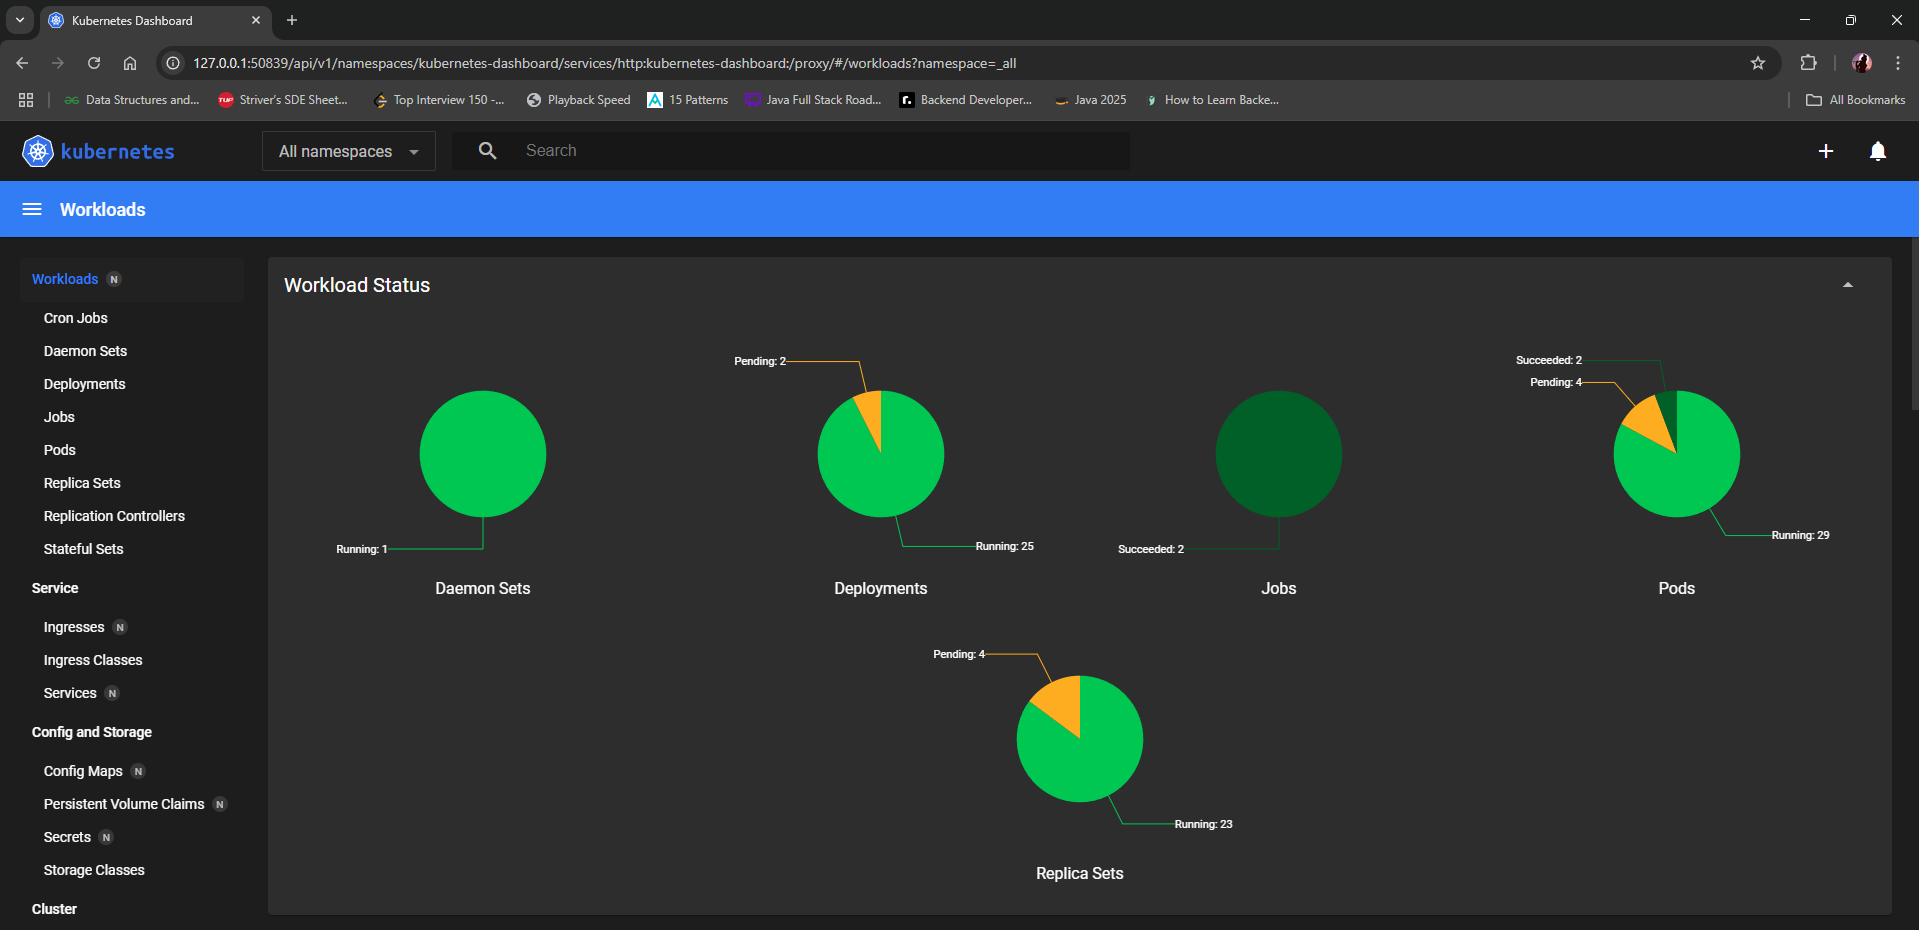 Kubernetes Dashboard
127.0.0.1:50839/api/v1/namespaces/kubernetes-dashboard/services/http:kubernetes-dashboard:/proxy/#/workloads?namespace=_all
Data Structures and...
TUF
Striver's SDE Sheet...
Top Interview 150 -...
Playback Speed
15 Patterns
Java Full Stack Road...
r.
Backend Developer...
Java 2025
How to Learn Backe...
All Bookmarks
kubernetes
All namespaces
Search
Workloads
Workloads N
Cron Jobs
Daemon Sets
Deployments
Jobs
Pods
Replica Sets
Replication Controllers
Stateful Sets
Service
Ingresses N
Ingress Classes
Services N
Config and Storage
Config Maps N
Persistent Volume Claims N
Secrets N
Storage Classes
Cluster
Workload Status
Running: 1
Daemon Sets
Pending: 2
Running: 25
Deployments
Succeeded: 2
Jobs
Succeeded: 2
Pending: 4
Running: 29
Pods
Pending: 4
Running: 23
Replica Sets